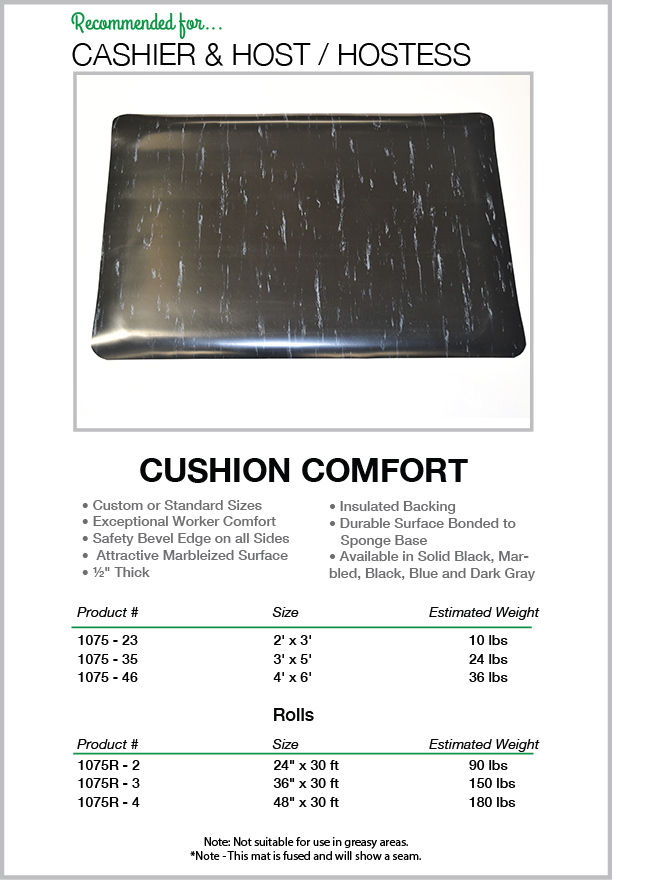 Recommended for...
CASHIER & HOST / HOSTESS
CUSHION COMFORT
• Custom or Standard Sizes
• Exceptional Worker Comfort
• Safety Bevel Edge on all Sides
• Attractive Marbleized Surface
• ½" Thick
• Insulated Backing
• Durable Surface Bonded to
Sponge Base
• Available in Solid Black, Mar-
bled, Black, Blue and Dark Gray
Product # Size Estimated Weight
1075 - 23 2' x 3' 10 lbs
1075 - 35 3' x 5' 24 lbs
1075 - 46 4' x 6' 36 lbs
Rolls
Product # Size Estimated Weight
1075R - 2 24" x 30 ft 90 lbs
1075R - 3 36" x 30 ft 150 lbs
1075R - 4 48" x 30 ft 180 lbs
Note: Not suitable for use in greasy areas.
*Note - This mat is fused and will show a seam.